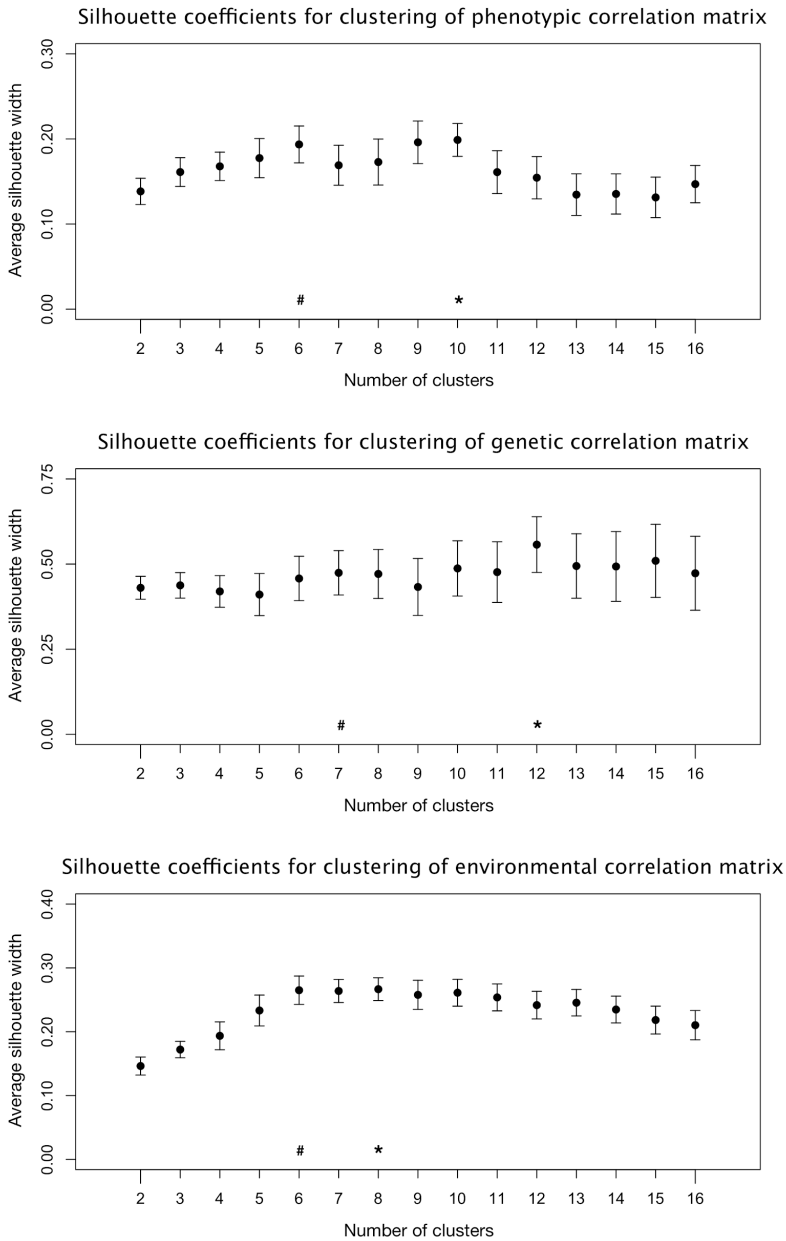 Silhouette coefficients for clustering of phenotypic correlation matrix
Average silhouette width
0.30
0.20
0.10
0.00
# *
2 3 4 5 6 7 8 9 10 11 12 13 14 15 16
Number of clusters
Silhouette coefficients for clustering of genetic correlation matrix
Average silhouette width
0.75
0.50
0.25
0.00
# *
2 3 4 5 6 7 8 9 10 11 12 13 14 15 16
Number of clusters
Silhouette coefficients for clustering of environmental correlation matrix
Average silhouette width
0.40
0.30
0.20
0.10
0.00
# *
2 3 4 5 6 7 8 9 10 11 12 13 14 15 16
Number of clusters